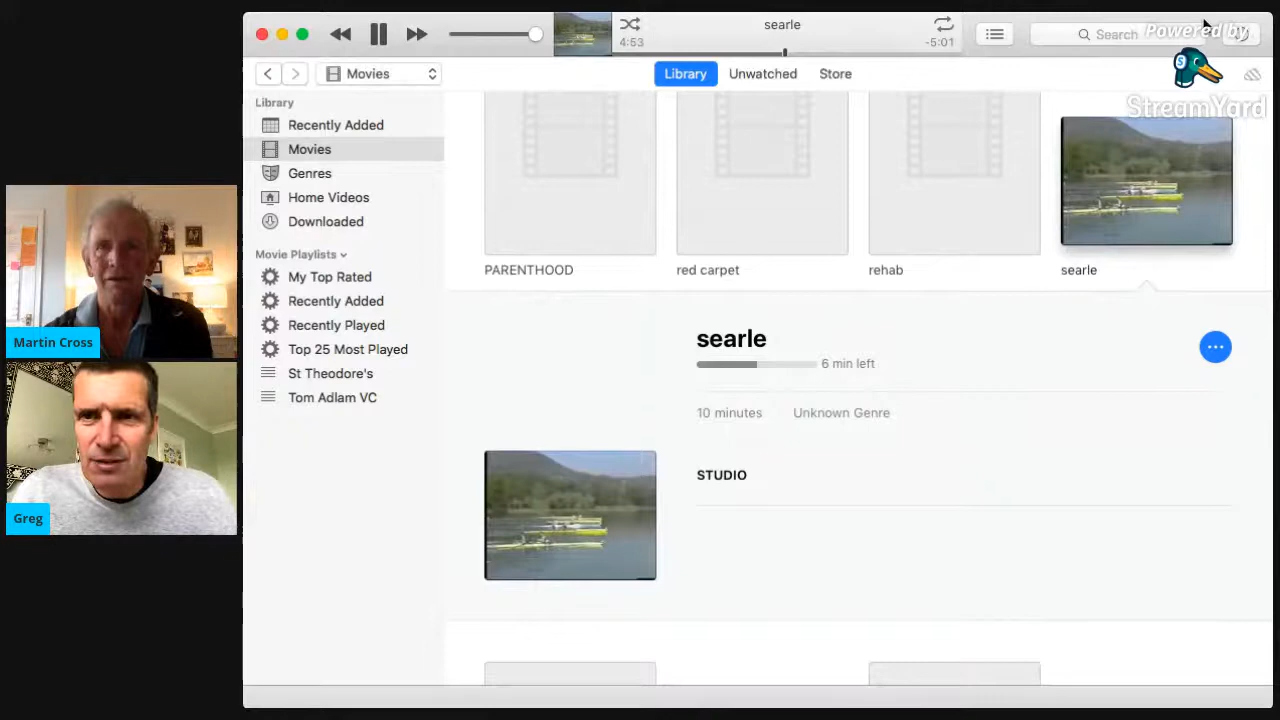 searle
4:53
-5:01
Search
Powered by
StreamYard
Movies
Library
Unwatched
Store
Library
Recently Added
Movies
Genres
Home Videos
Downloaded
Movie Playlists
My Top Rated
Recently Added
Recently Played
Top 25 Most Played
St Theodore's
Tom Adlam VC
PARENTHOOD
red carpet
rehab
searle
searle
6 min left
10 minutes
Unknown Genre
STUDIO
Martin Cross
Greg